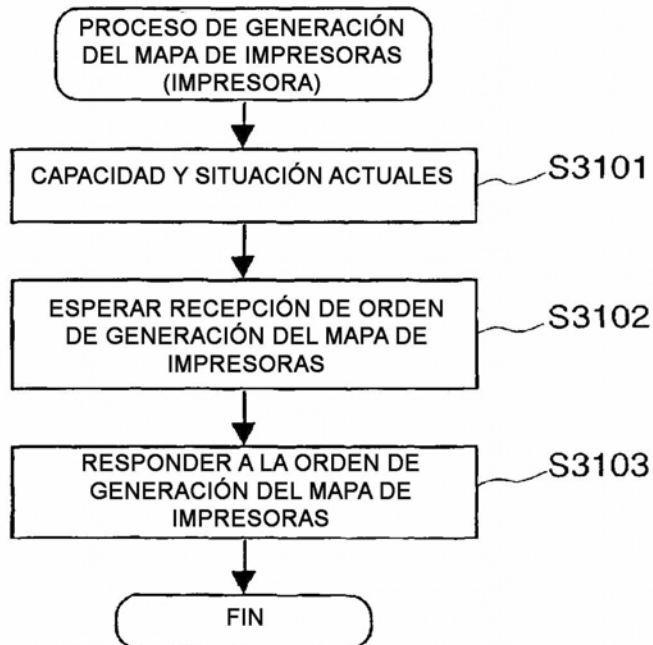 PROCESO DE GENERACIÓN
DEL MAPA DE IMPRESORAS
(IMPRESORA)
CAPACIDAD Y SITUACIÓN ACTUALES
S3101
ESPERAR RECEPCIÓN DE ORDEN
DE GENERACIÓN DEL MAPA DE
IMPRESORAS
S3102
RESPONDER A LA ORDEN DE
GENERACIÓN DEL MAPA DE
IMPRESORAS
S3103
FIN